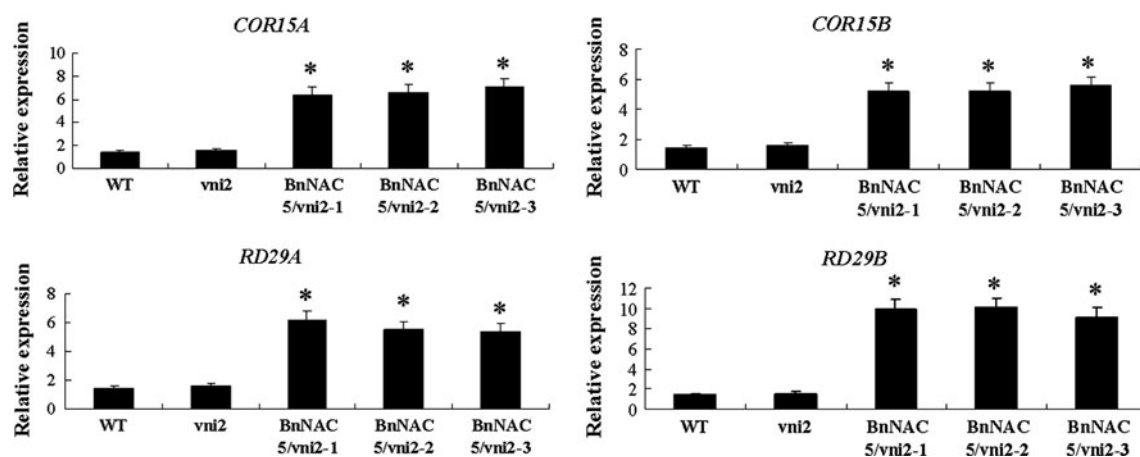 COR15A
Relative expression
10
8
6
4
2
0
* * *
WT vni2 BnNAC BnNAC BnNAC
5/vni2-1 5/vni2-2 5/vni2-3
COR15B
Relative expression
8
6
4
2
0
* * *
WT vni2 BnNAC BnNAC BnNAC
5/vni2-1 5/vni2-2 5/vni2-3
RD29A
Relative expression
8
6
4
2
0
* * *
WT vni2 BnNAC BnNAC BnNAC
5/vni2-1 5/vni2-2 5/vni2-3
RD29B
Relative expression
12
10
8
6
4
2
0
* * *
WT vni2 BnNAC BnNAC BnNAC
5/vni2-1 5/vni2-2 5/vni2-3